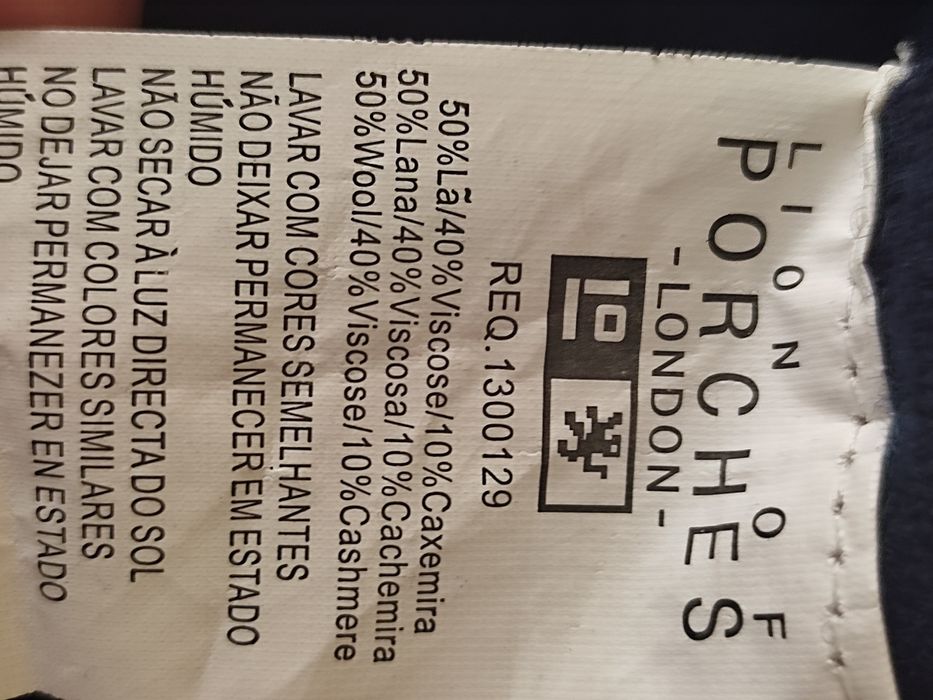 LION OF
PORCHES
-LONDON-
REQ.1300129
50%Lã/40%Viscose/10%Caxemira
50%Lana/40%Viscosa/10%Cachemira
50%Wool/40%Viscose/10%Cashmere
LAVAR COM CORES SEMELHANTES
NÃO DEIXAR PERMANECER EM ESTADO
HÚMIDO
NÃO SECAR À LUZ DIRECTA DO SOL
LAVAR COM COLORES SIMILARES
NO DEJAR PERMANEZER EN ESTADO
HÚMIDO